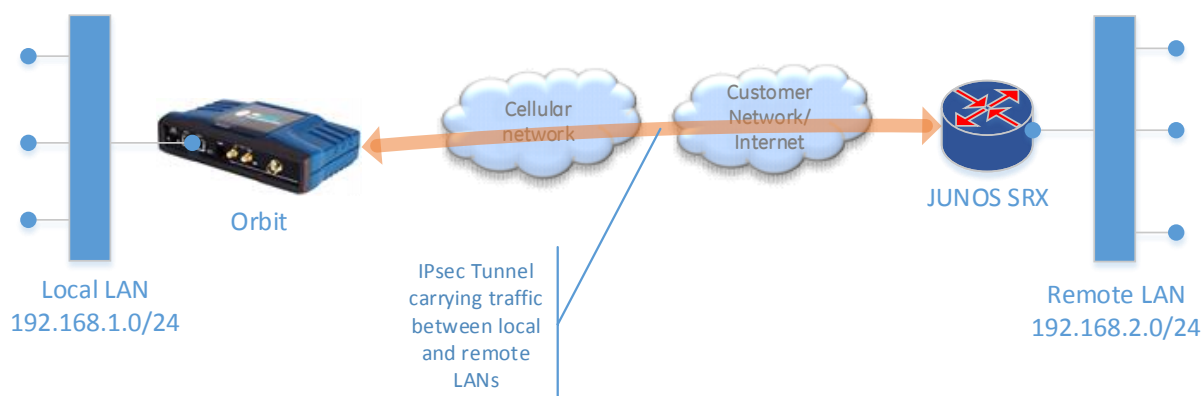 Cellular
network
Customer
Network/
Internet
Orbit
JUNOS SRX
Local LAN
192.168.1.0/24
IPsec Tunnel
carrying traffic
between local
and remote
LANs
Remote LAN
192.168.2.0/24